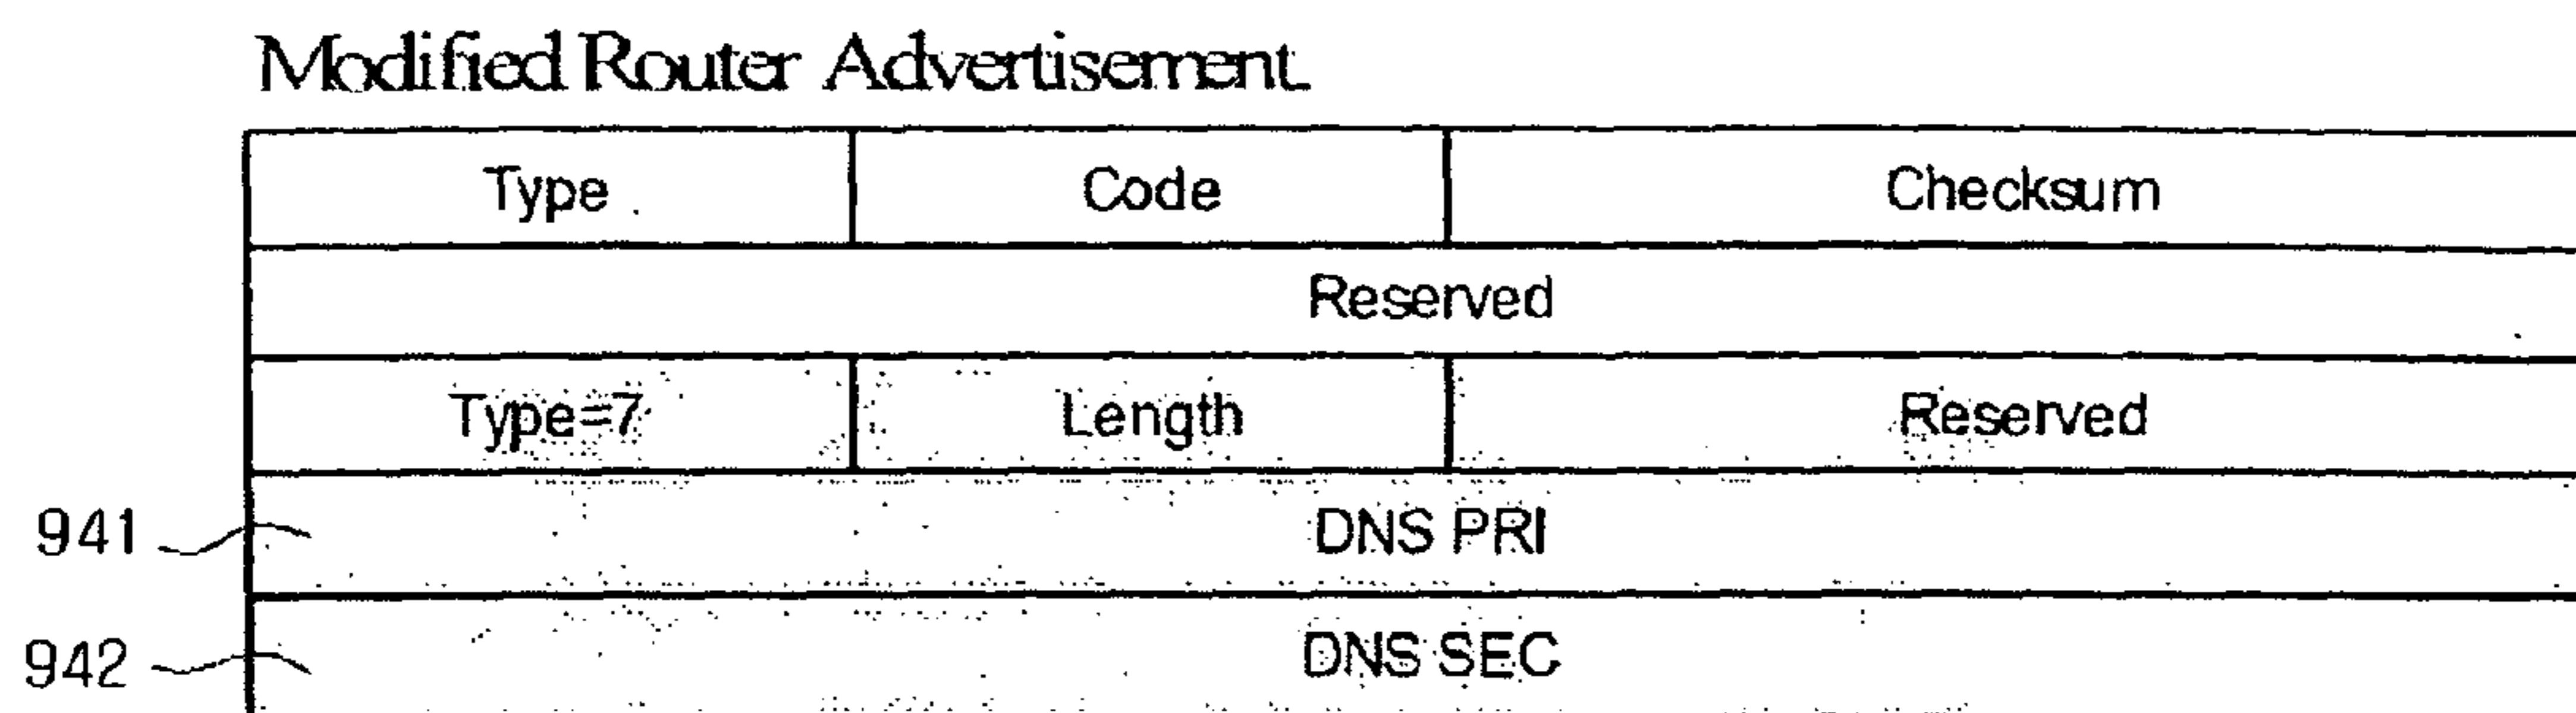 Modified Router Advertisement
Type Code Checksum
Reserved
Type=7 Length Reserved
941 DNS PRI
942 DNS SEC